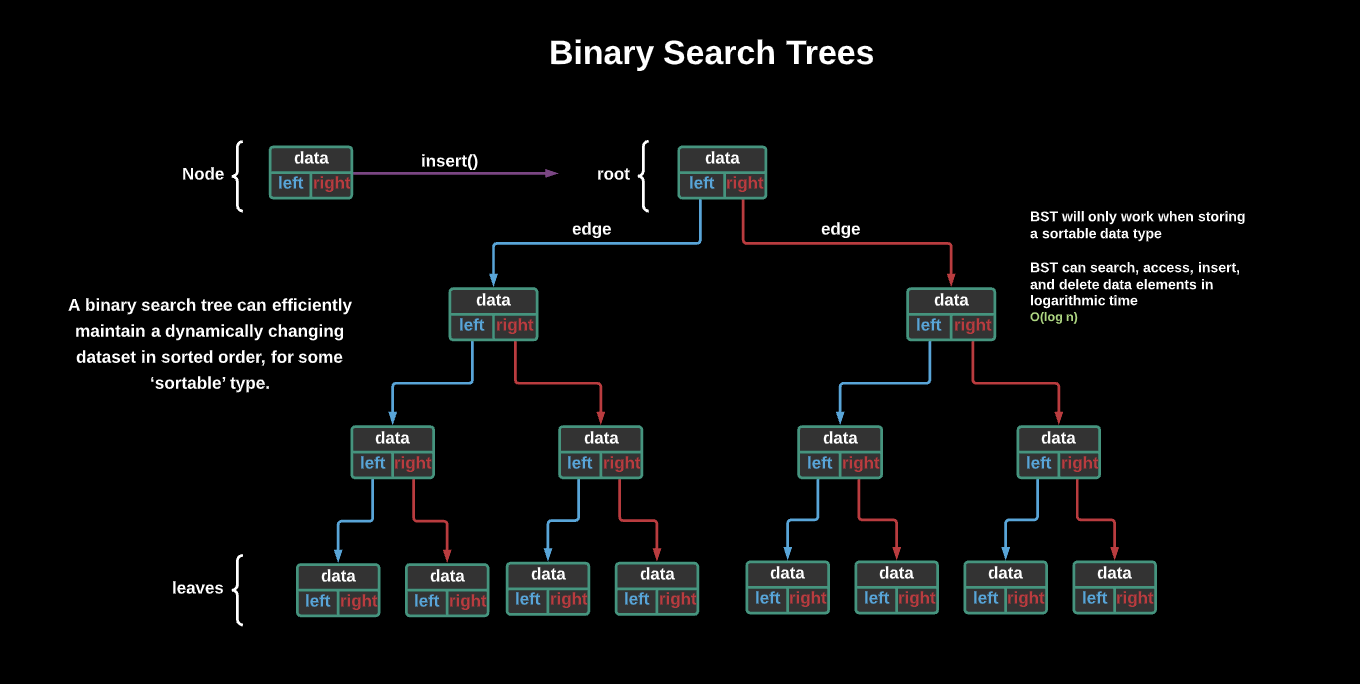 Binary Search Trees
Node
data
left right
insert()
root
data
left right
edge
edge
BST will only work when storing
a sortable data type
BST can search, access, insert,
and delete data elements in
logarithmic time
O(log n)
A binary search tree can efficiently
maintain a dynamically changing
dataset in sorted order, for some
‘sortable’ type.
data
left right
data
left right
data
left right
data
left right
data
left right
data
left right
leaves
data
left right
data
left right
data
left right
data
left right
data
left right
data
left right
data
left right
data
left right